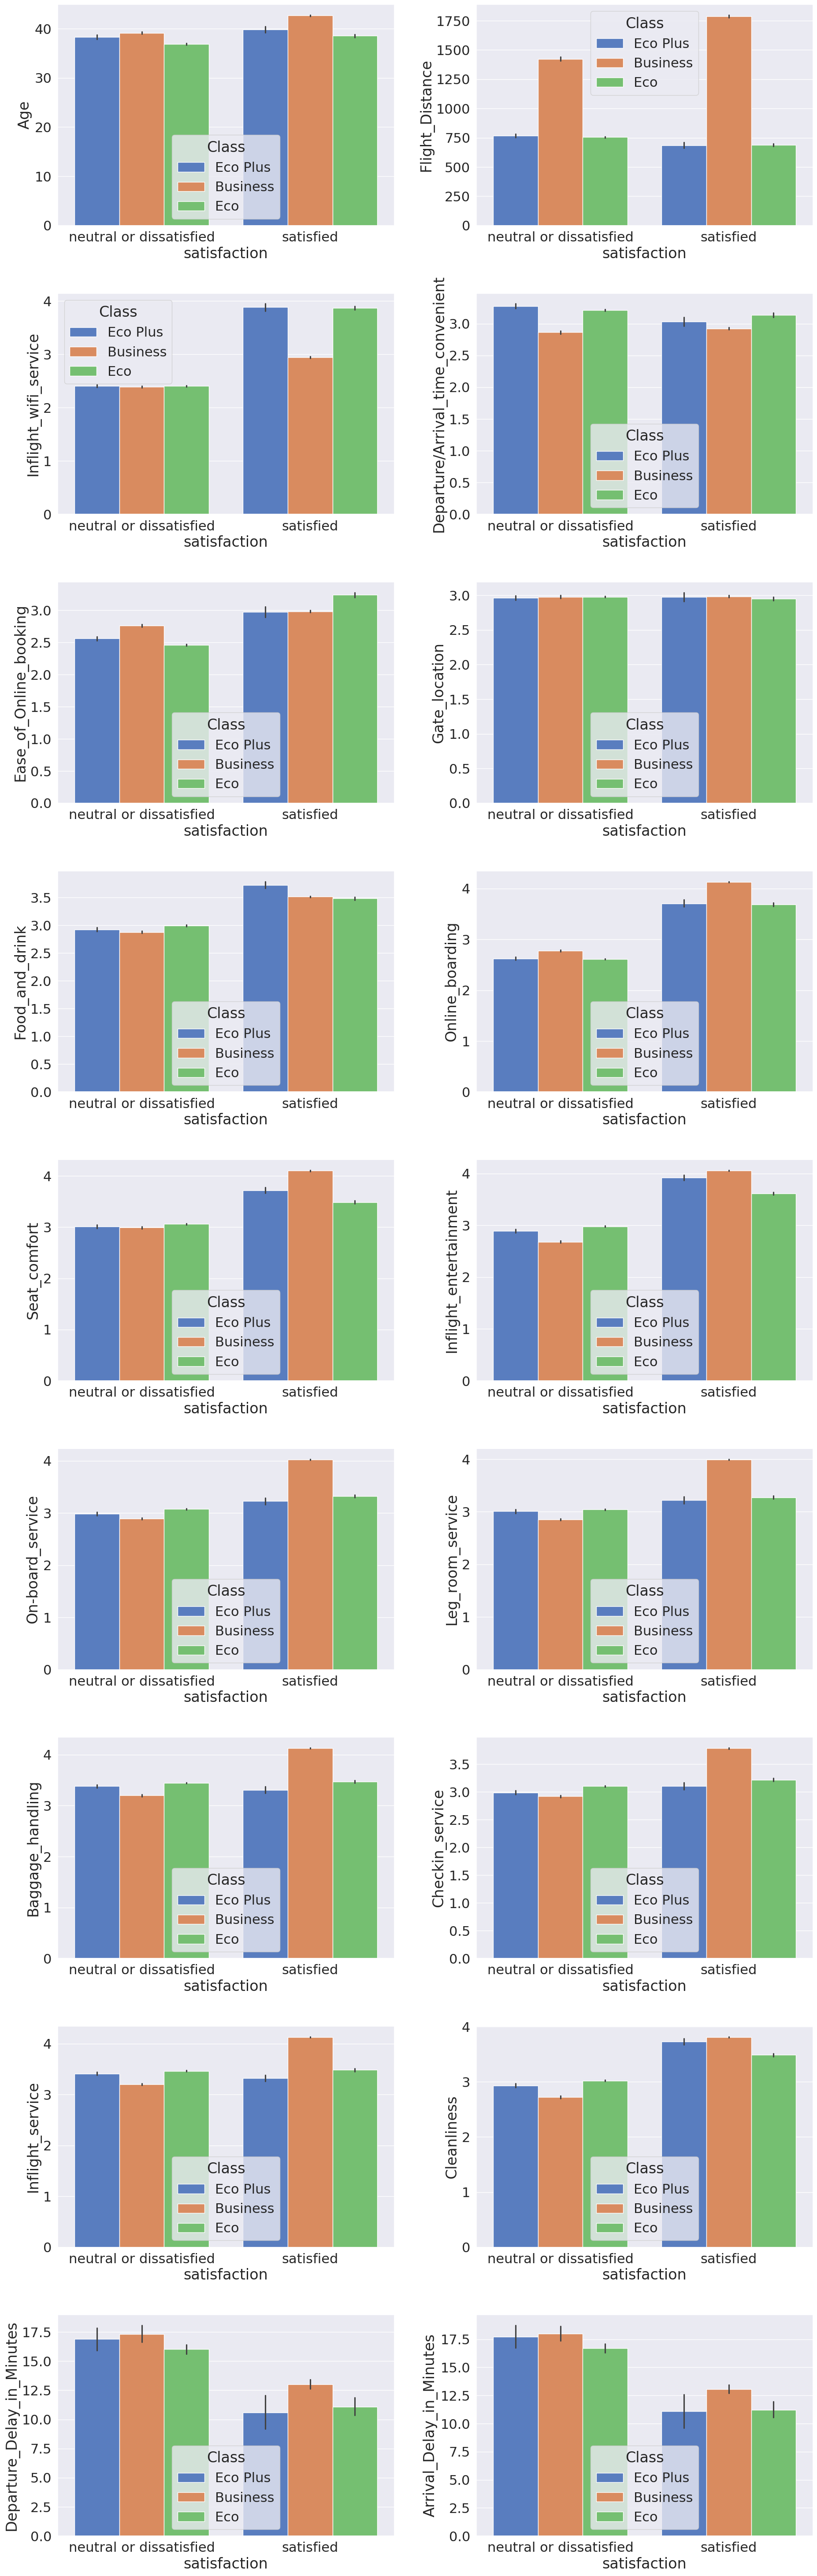 Age
40
30
20
10
0
Class
Eco Plus
Business
Eco
neutral or dissatisfied
satisfied
satisfaction
Flight_Distance
1750
1500
1250
1000
750
500
250
0
Class
Eco Plus
Business
Eco
neutral or dissatisfied
satisfied
satisfaction
Inflight_wifi_service
4
3
2
1
0
Class
Eco Plus
Business
Eco
neutral or dissatisfied
satisfied
satisfaction
Departure/Arrival_time_convenient
3.0
2.5
2.0
1.5
1.0
0.5
0.0
Class
Eco Plus
Business
Eco
neutral or dissatisfied
satisfied
satisfaction
Ease_of_Online_booking
3.0
2.5
2.0
1.5
1.0
0.5
0.0
Class
Eco Plus
Business
Eco
neutral or dissatisfied
satisfied
satisfaction
Gate_location
3.0
2.5
2.0
1.5
1.0
0.5
0.0
Class
Eco Plus
Business
Eco
neutral or dissatisfied
satisfied
satisfaction
Food_and_drink
3.5
3.0
2.5
2.0
1.5
1.0
0.5
0.0
Class
Eco Plus
Business
Eco
neutral or dissatisfied
satisfied
satisfaction
Online_boarding
4
3
2
1
0
Class
Eco Plus
Business
Eco
neutral or dissatisfied
satisfied
satisfaction
Seat_comfort
4
3
2
1
0
Class
Eco Plus
Business
Eco
neutral or dissatisfied
satisfied
satisfaction
Inflight_entertainment
4
3
2
1
0
Class
Eco Plus
Business
Eco
neutral or dissatisfied
satisfied
satisfaction
On-board_service
4
3
2
1
0
Class
Eco Plus
Business
Eco
neutral or dissatisfied
satisfied
satisfaction
Leg_room_service
4
3
2
1
0
Class
Eco Plus
Business
Eco
neutral or dissatisfied
satisfied
satisfaction
Baggage_handling
4
3
2
1
0
Class
Eco Plus
Business
Eco
neutral or dissatisfied
satisfied
satisfaction
Checkin_service
3.5
3.0
2.5
2.0
1.5
1.0
0.5
0.0
Class
Eco Plus
Business
Eco
neutral or dissatisfied
satisfied
satisfaction
Inflight_service
4
3
2
1
0
Class
Eco Plus
Business
Eco
neutral or dissatisfied
satisfied
satisfaction
Cleanliness
4
3
2
1
0
Class
Eco Plus
Business
Eco
neutral or dissatisfied
satisfied
satisfaction
Departure_Delay_in_Minutes
17.5
15.0
12.5
10.0
7.5
5.0
2.5
0.0
Class
Eco Plus
Business
Eco
neutral or dissatisfied
satisfied
satisfaction
Arrival_Delay_in_Minutes
17.5
15.0
12.5
10.0
7.5
5.0
2.5
0.0
Class
Eco Plus
Business
Eco
neutral or dissatisfied
satisfied
satisfaction